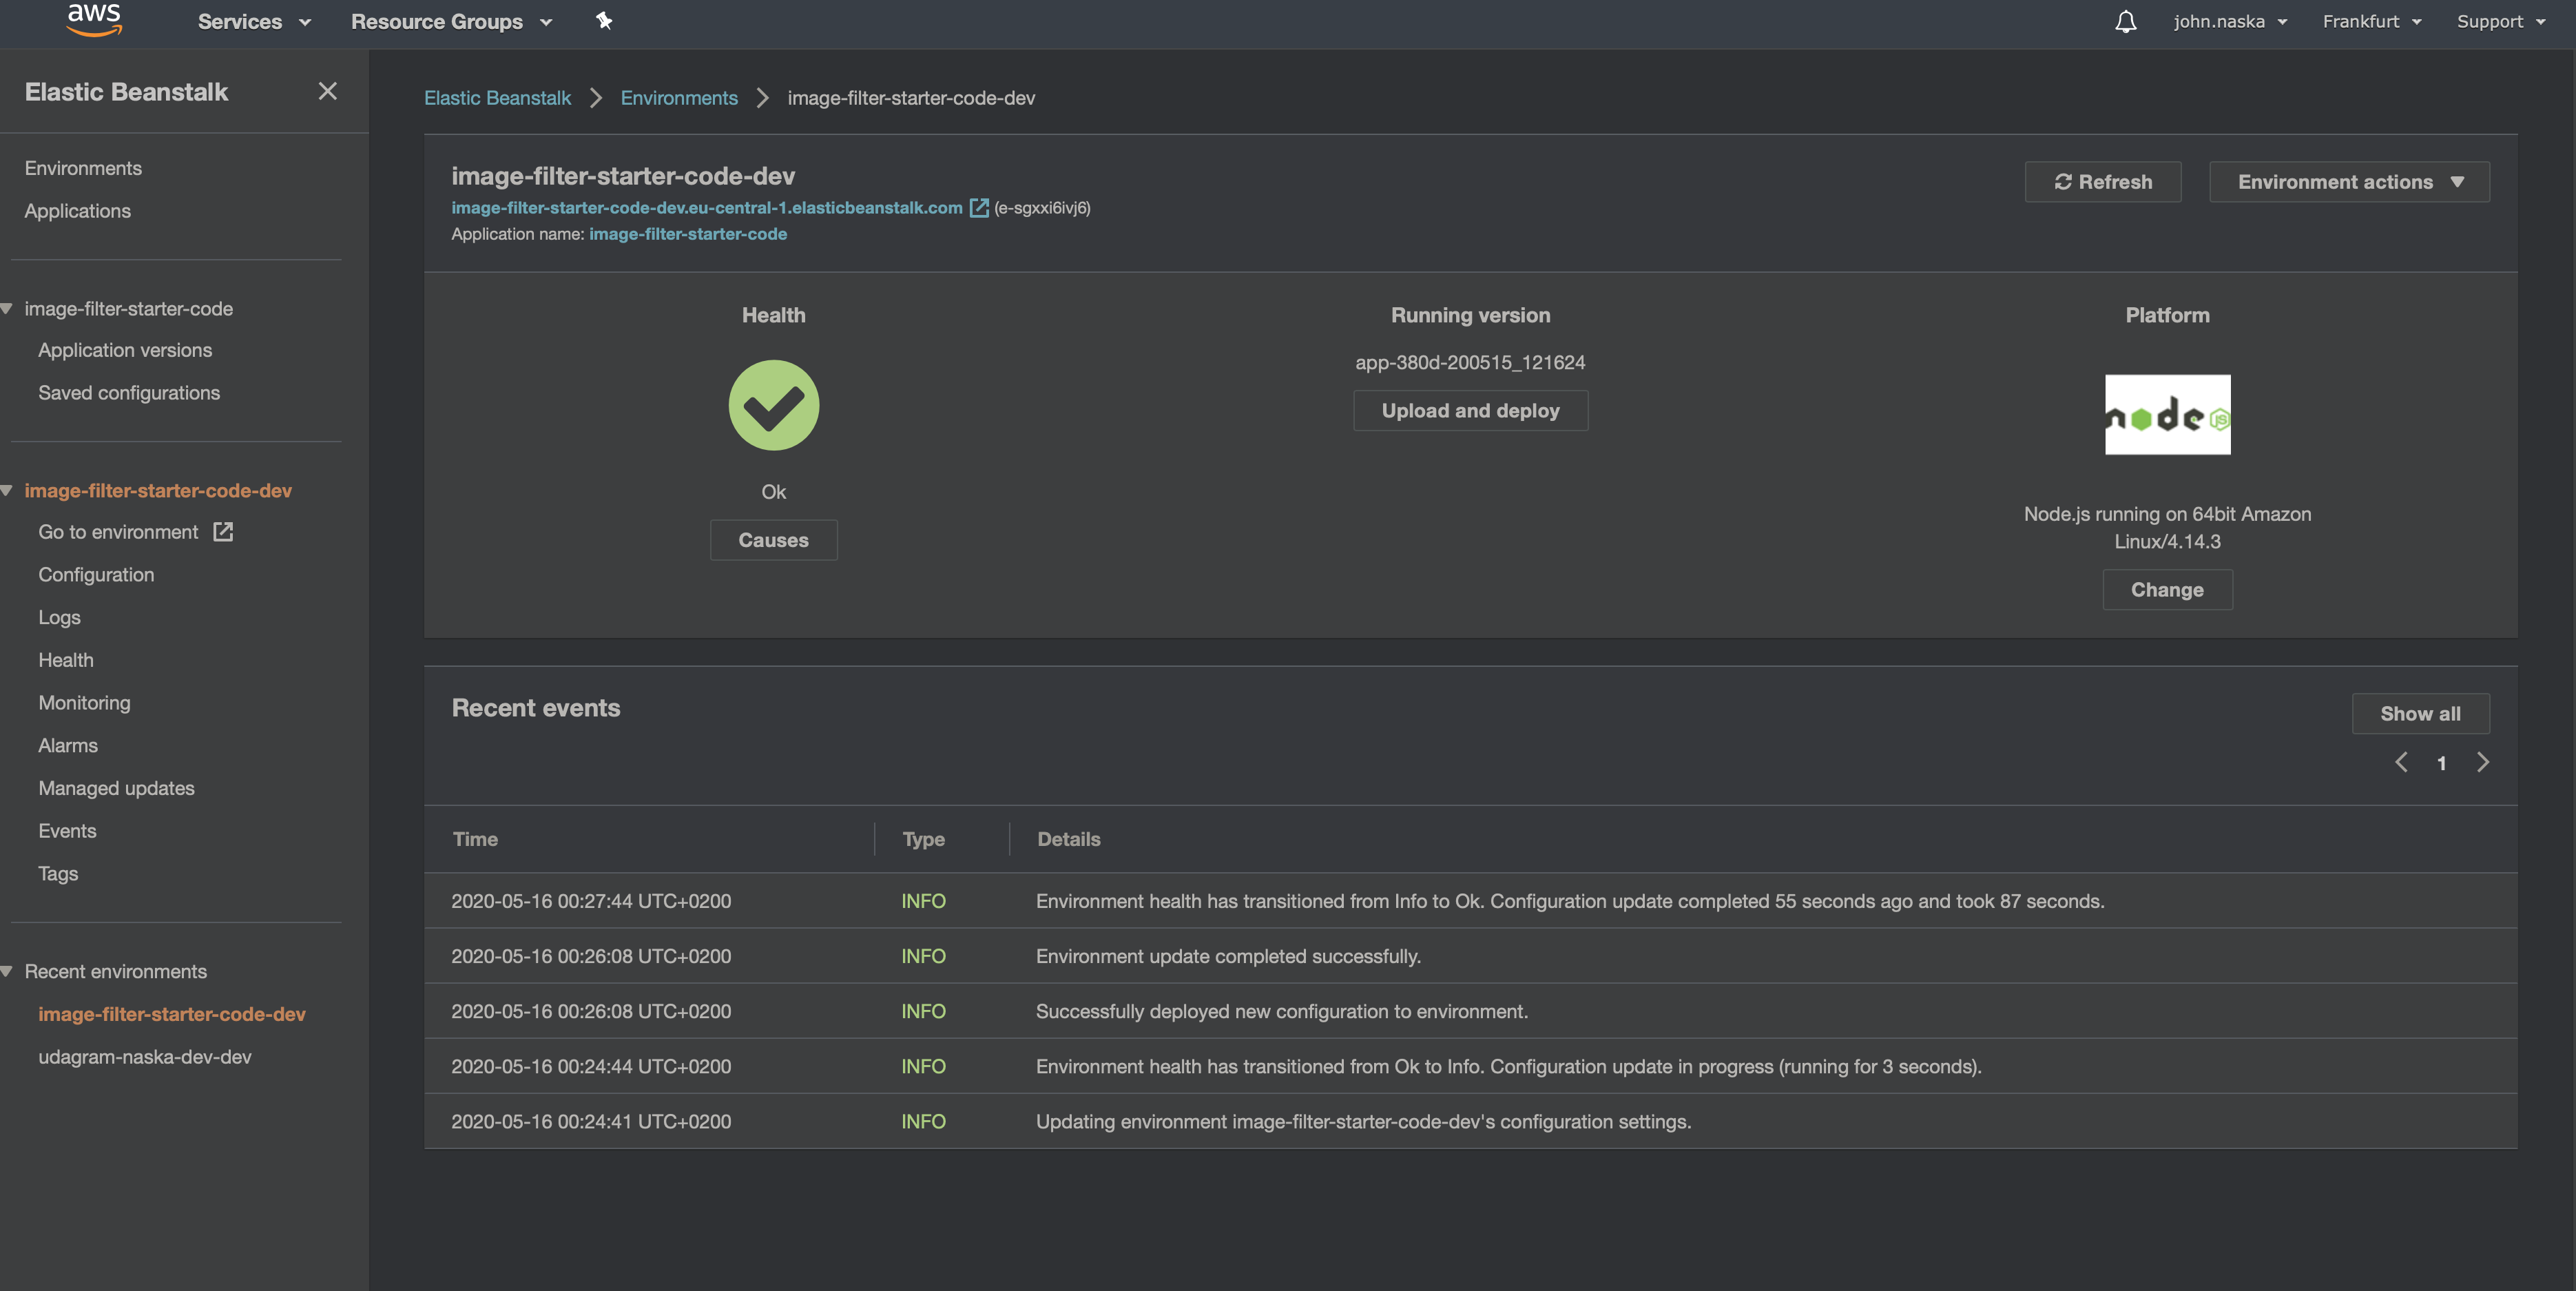 aws
Services
Resource Groups
john.naska
Frankfurt
Support
Elastic Beanstalk
Environments
Applications
image-filter-starter-code
Application versions
Saved configurations
image-filter-starter-code-dev
Go to environment
Configuration
Logs
Health
Monitoring
Alarms
Managed updates
Events
Tags
Recent environments
image-filter-starter-code-dev
udagram-naska-dev-dev
Elastic Beanstalk > Environments > image-filter-starter-code-dev
image-filter-starter-code-dev
image-filter-starter-code-dev.eu-central-1.elasticbeanstalk.com (e-sgxxi6ivj6)
Application name: image-filter-starter-code
Refresh
Environment actions
Health
Ok
Causes
Running version
app-380d-200515_121624
Upload and deploy
Platform
node JS
Node.js running on 64bit Amazon
Linux/4.14.3
Change
Recent events
Show all
1
Time Type Details
2020-05-16 00:27:44 UTC+0200 INFO Environment health has transitioned from Info to Ok. Configuration update completed 55 seconds ago and took 87 seconds.
2020-05-16 00:26:08 UTC+0200 INFO Environment update completed successfully.
2020-05-16 00:26:08 UTC+0200 INFO Successfully deployed new configuration to environment.
2020-05-16 00:24:44 UTC+0200 INFO Environment health has transitioned from Ok to Info. Configuration update in progress (running for 3 seconds).
2020-05-16 00:24:41 UTC+0200 INFO Updating environment image-filter-starter-code-dev's configuration settings.